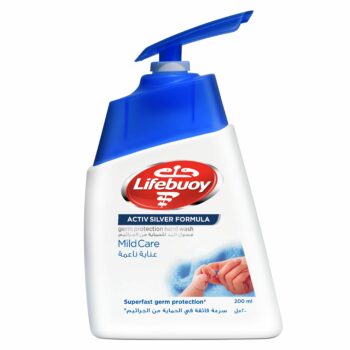 Lifebuoy
ACTIV SILVER FORMULA
germ protection hand wash
غسول اليد للحماية من الجراثيم
Mild Care
عناية ناعمة
Superfast germ protection*
200 ml
سرعة فائقة في الحماية من الجراثيم*
٢٠٠مل